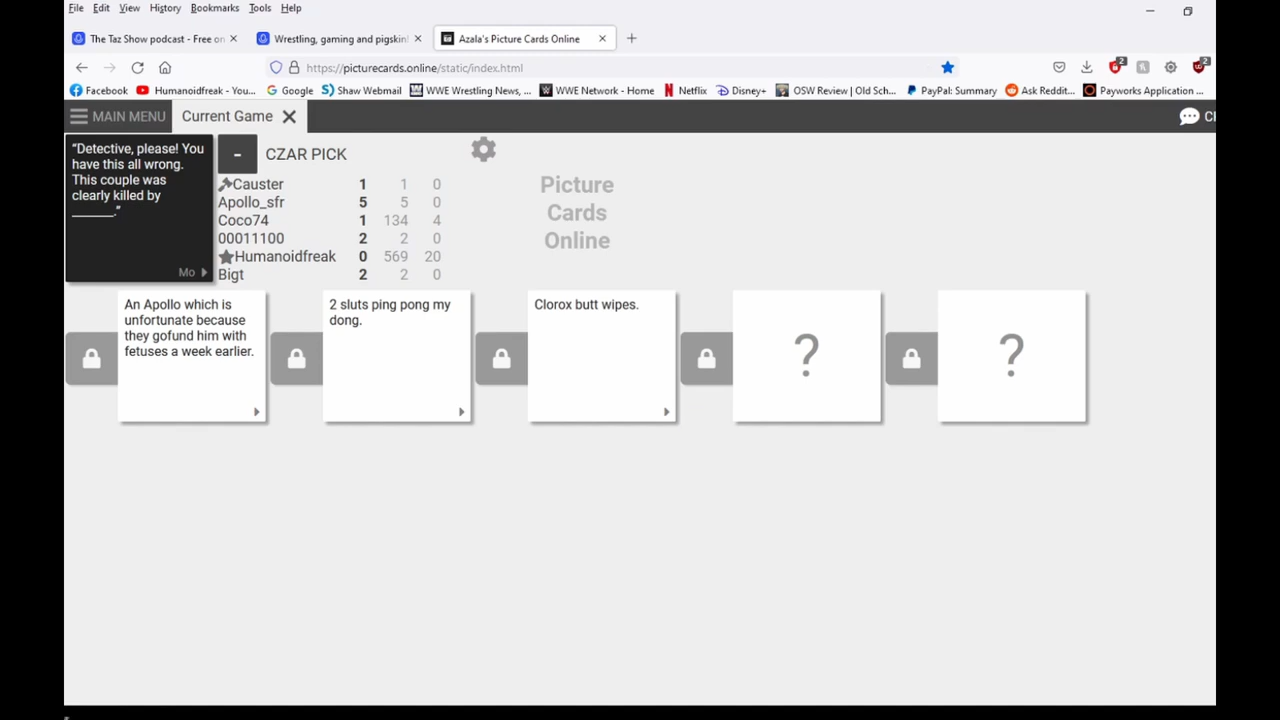 File Edit View History Bookmarks Tools Help
The Taz Show podcast - Free on
Wrestling, gaming and pigskin!
Azala's Picture Cards Online
https://picturecards.online/static/index.html
2
2
Facebook Humanoidfreak - You... Google Shaw Webmail WWE Wrestling News, ... WWE Network - Home Netflix Disney+ OSW Review | Old Sch... PayPal: Summary Ask Reddit... Payworks Application ...
MAIN MENU Current Game
"Detective, please! You
have this all wrong.
This couple was
clearly killed by
______."
Mo
- CZAR PICK
Causter 1 1 0
Apollo_sfr 5 5 0
Coco74 1 134 4
00011100 2 2 0
Humanoidfreak 0 569 20
Bigt 2 2 0
Picture
Cards
Online
An Apollo which is
unfortunate because
they gofund him with
fetuses a week earlier.
2 sluts ping pong my
dong.
Clorox butt wipes.
?
?